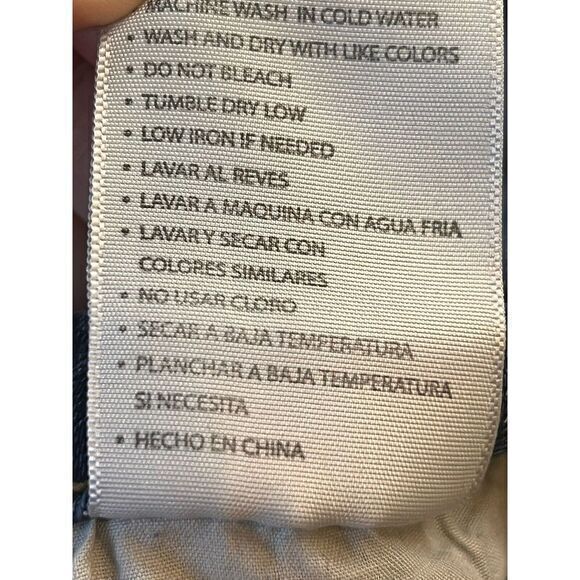 MACHINE WASH IN COLD WATER
• WASH AND DRY WITH LIKE COLORS
• DO NOT BLEACH
• TUMBLE DRY LOW
• LOW IRON IF NEEDED
• LAVAR AL REVES
• LAVAR A MAQUINA CON AGUA FRIA
• LAVAR Y SECAR CON
COLORES SIMILARES
• NO USAR CLORO
• SECAR A BAJA TEMPERATURA
• PLANCHAR A BAJA TEMPERATURA
SI NECESITA
• HECHO EN CHINA